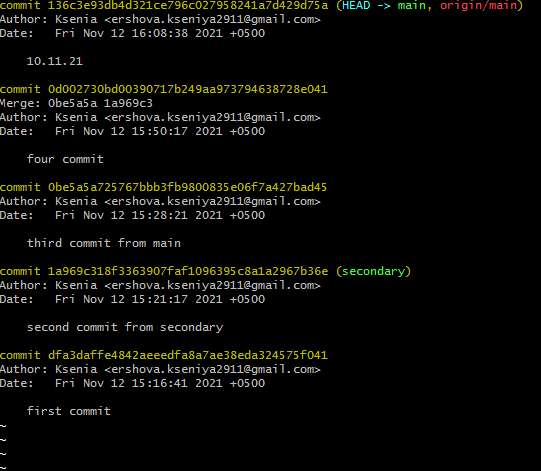 commit 136c3e93db4d321ce796c027958241a7d429d75a (HEAD -> main, origin/main)
Author: Ksenia <ershova.kseniya2911@gmail.com>
Date:   Fri Nov 12 16:08:38 2021 +0500
10.11.21
commit 0d002730bd00390717b249aa973794638728e041
Merge: 0be5a5a 1a969c3
Author: Ksenia <ershova.kseniya2911@gmail.com>
Date:   Fri Nov 12 15:50:17 2021 +0500
four commit
commit 0be5a5a725767bbb3fb9800835e06f7a427bad45
Author: Ksenia <ershova.kseniya2911@gmail.com>
Date:   Fri Nov 12 15:28:21 2021 +0500
third commit from main
commit 1a969c318f3363907faf1096395c8a1a2967b36e (secondary)
Author: Ksenia <ershova.kseniya2911@gmail.com>
Date:   Fri Nov 12 15:21:17 2021 +0500
second commit from secondary
commit dfa3daffe4842aeeedfa8a7ae38eda324575f041
Author: Ksenia <ershova.kseniya2911@gmail.com>
Date:   Fri Nov 12 15:16:41 2021 +0500
first commit
~
~
~
~